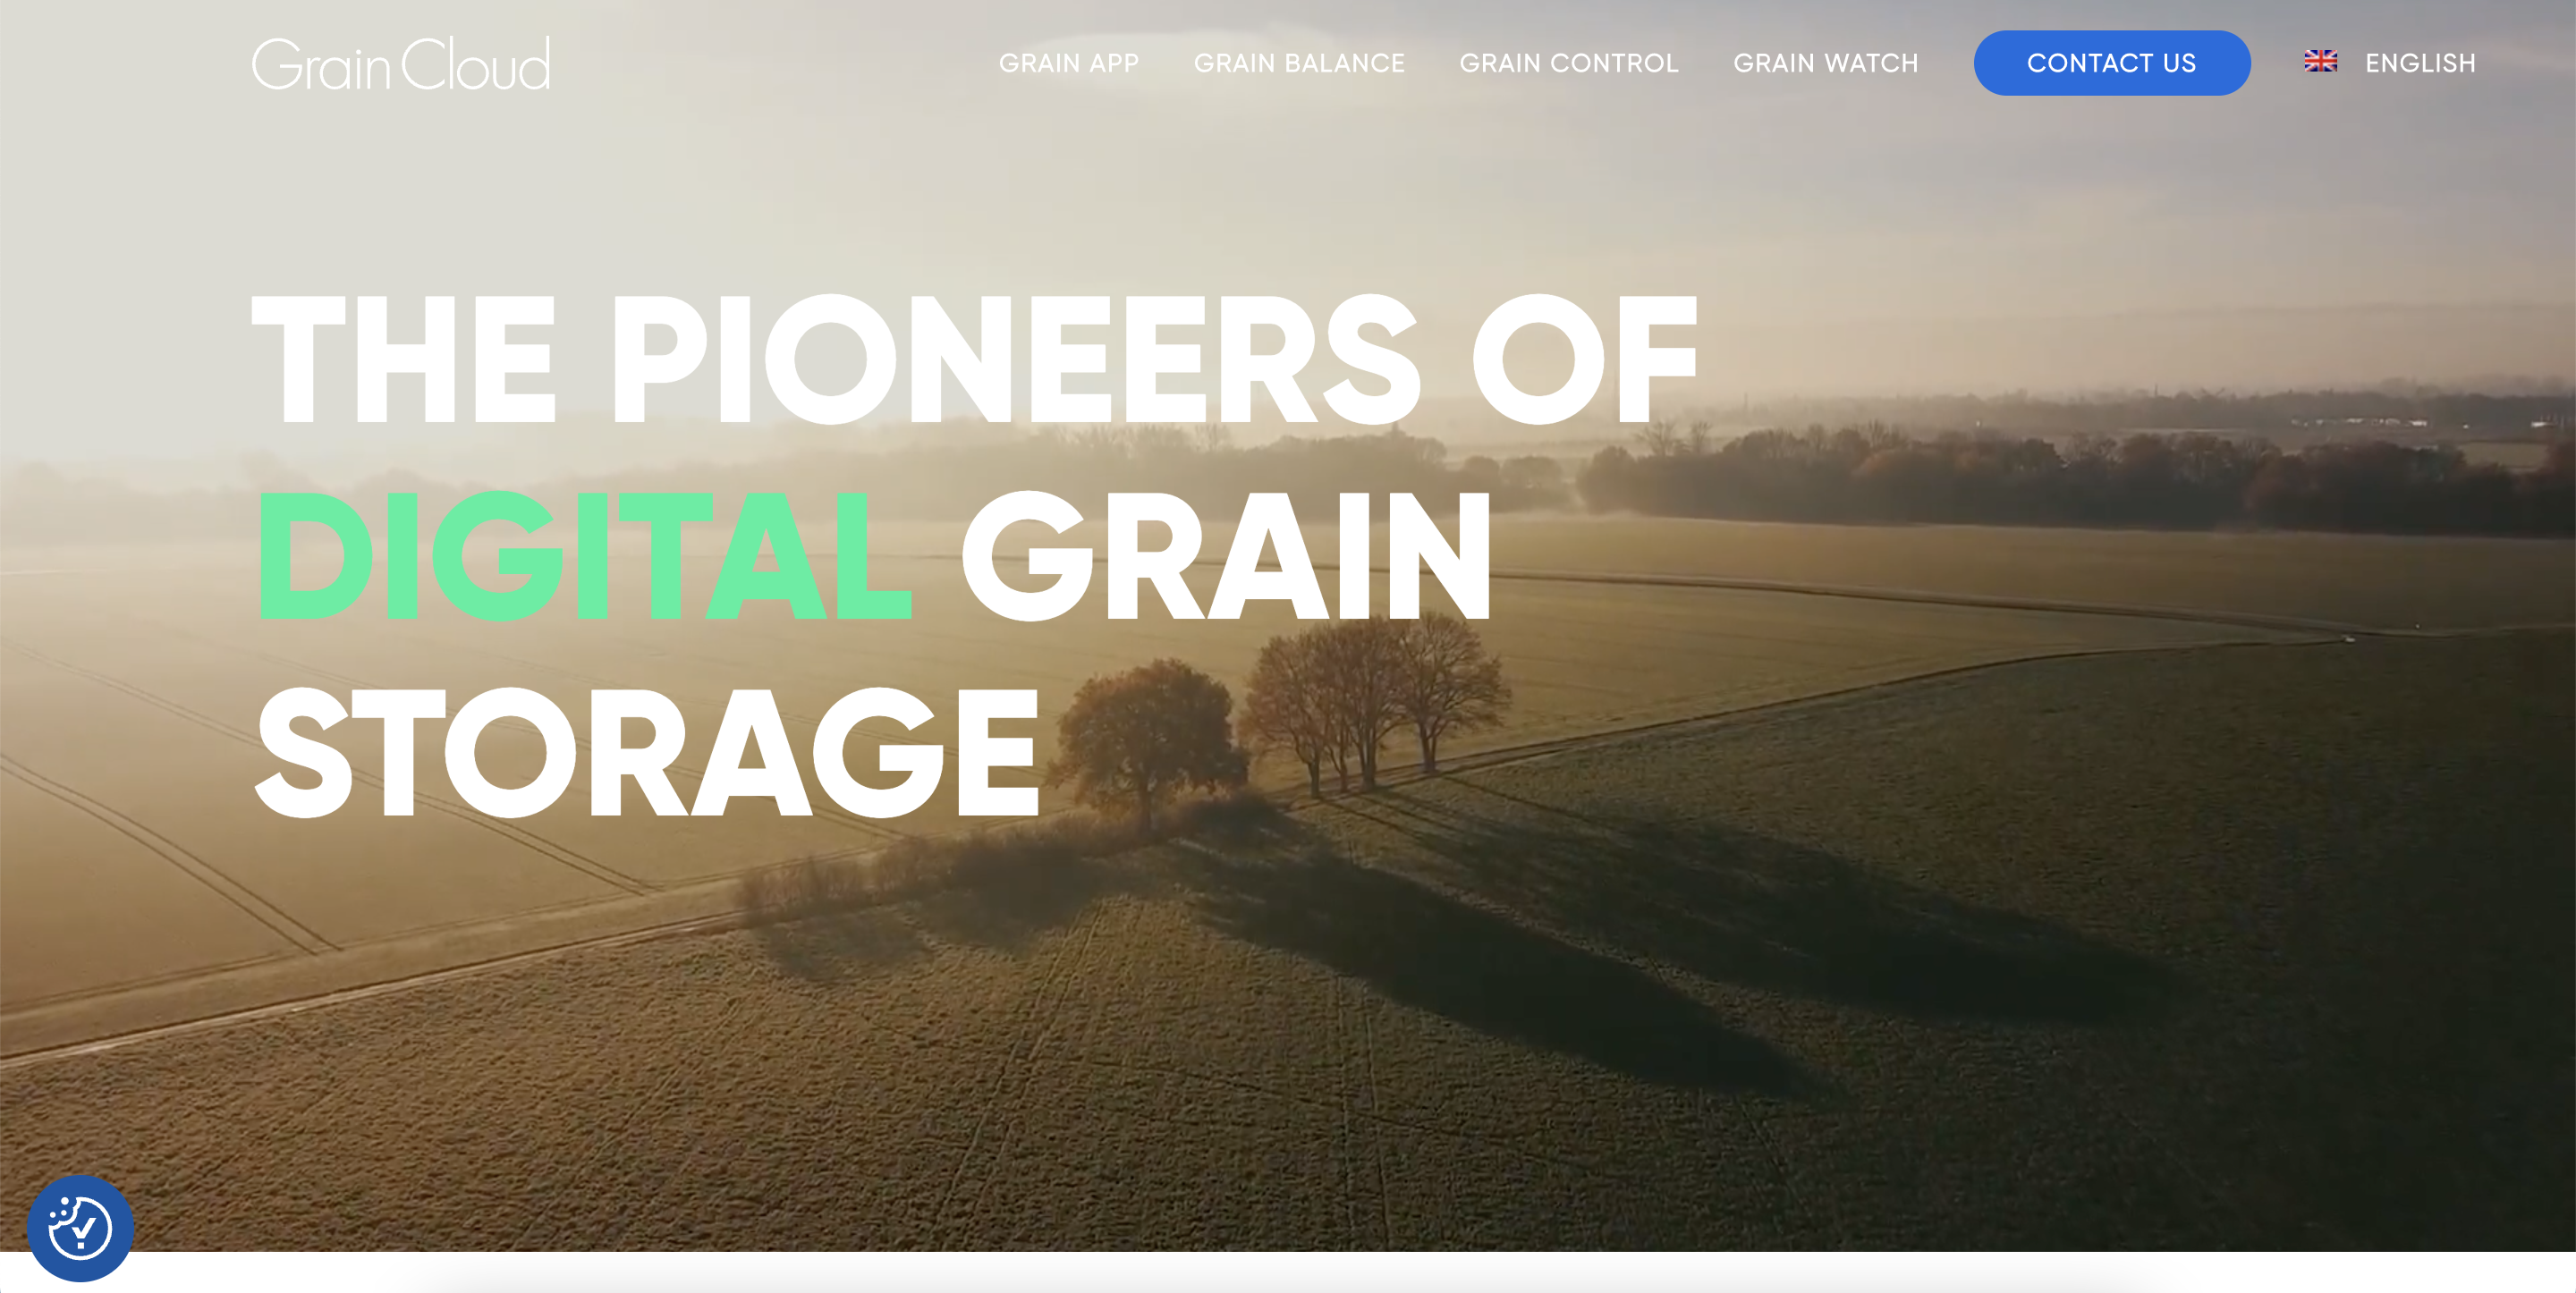 Grain Cloud
GRAIN APP GRAIN BALANCE GRAIN CONTROL GRAIN WATCH CONTACT US ENGLISH
THE PIONEERS OF
DIGITAL GRAIN
STORAGE